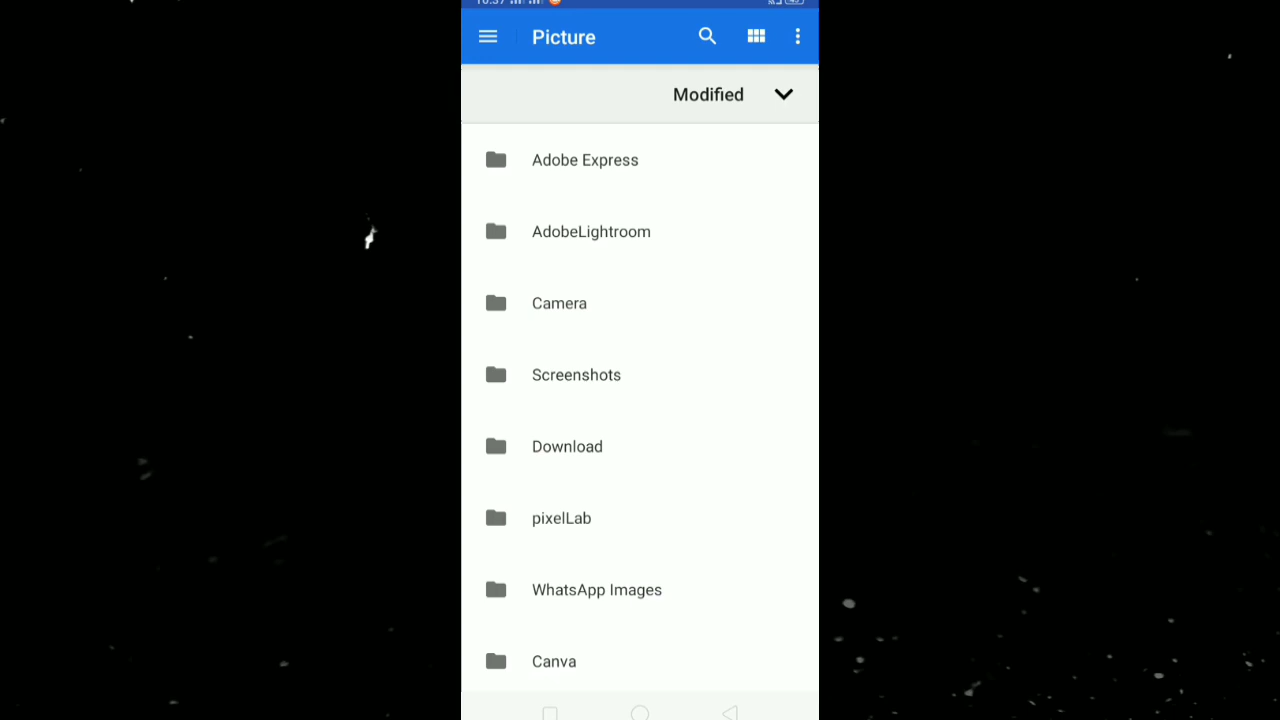 Picture
Modified
Adobe Express
AdobeLightroom
Camera
Screenshots
Download
pixelLab
WhatsApp Images
Canva